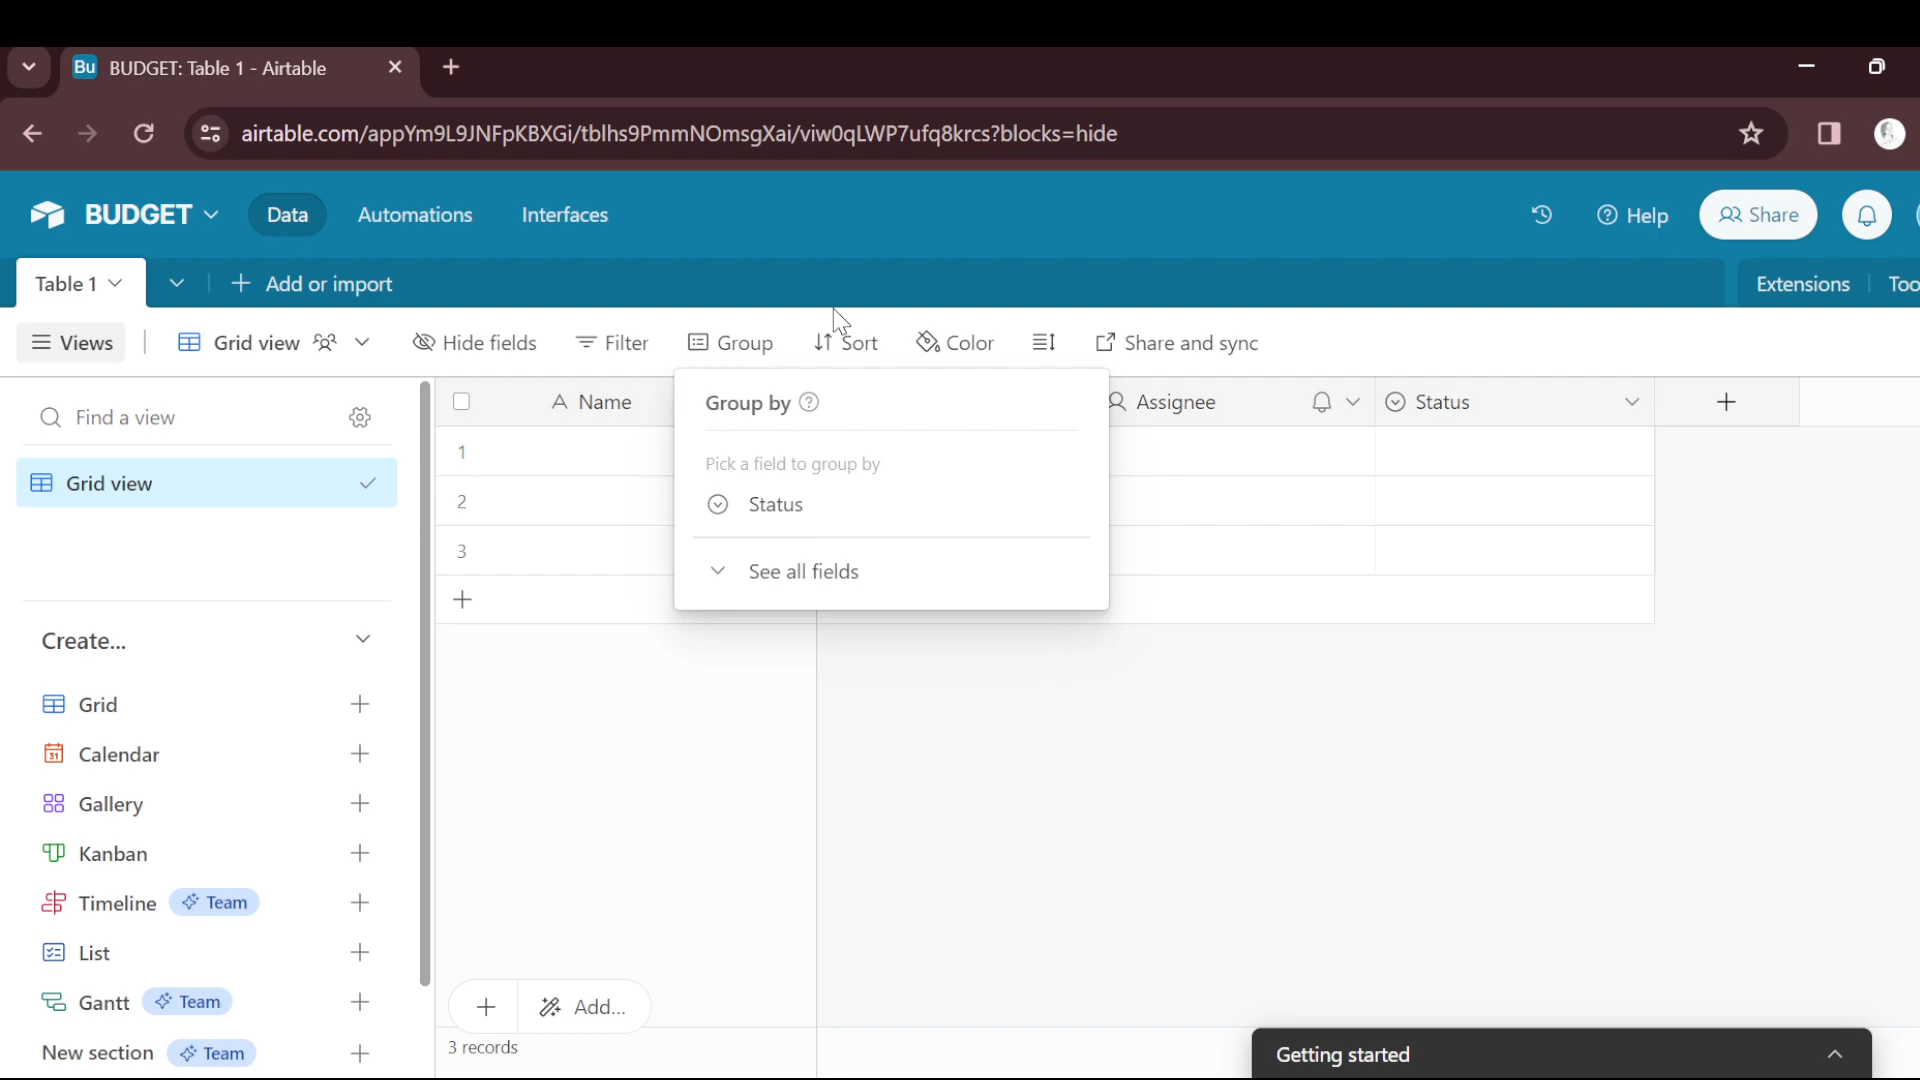 Bu BUDGET: Table 1 - Airtable
airtable.com/appYm9L9JNFpKBXGi/tblhs9PmmNOmsgXai/viw0qLWP7ufq8krcs?blocks=hide
BUDGET Data Automations Interfaces Help Share
Table 1 Add or import Extensions Too
Views Grid view Hide fields Filter Group Sort Color Share and sync
Find a view
Grid view
Create...
Grid
Calendar
Gallery
Kanban
Timeline Team
List
Gantt Team
New section Team
A Name Assignee Status
1
2
3
Group by
Pick a field to group by
Status
See all fields
Add...
3 records
Getting started